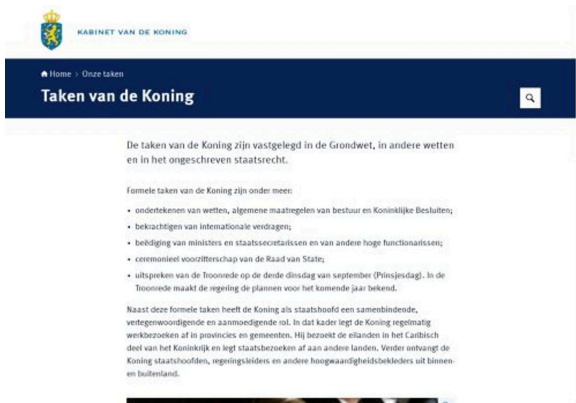 KABINET VAN DE KONING
Home > Onze taken
Taken van de Koning
De taken van de Koning zijn vastgelegd in de Grondwet, in andere wetten
en in het ongeschreven staatsrecht.
Formele taken van de Koning zijn onder meer:
• ondertekenen van wetten, algemene maatregelen van bestuur en Koninklijke Besluiten;
• bekrachtigen van internationale verdragen;
• beëdiging van ministers en staatssecretarissen en van andere hoge functionarissen;
• ceremonieel voorzitterschap van de Raad van State;
• uitspreken van de Troonrede op de derde dinsdag van september (Prinsjesdag). In de
Troonrede maakt de regering de plannen voor het komende jaar bekend.
Naast deze formele taken heeft de Koning als staatshoofd een samenbindende,
vertegenwoordigende en aanmoedigende rol. In dat kader legt de Koning regelmatig
werkbezoeken af in provincies en gemeenten. Hij bezoekt de eilanden in het Caribisch
deel van het Koninkrijk en legt staatsbezoeken af aan andere landen. Verder ontvangt de
Koning staatshoofden, regeringsleiders en andere hoogwaardigheidsbekleders uit binnen-
en buitenland.